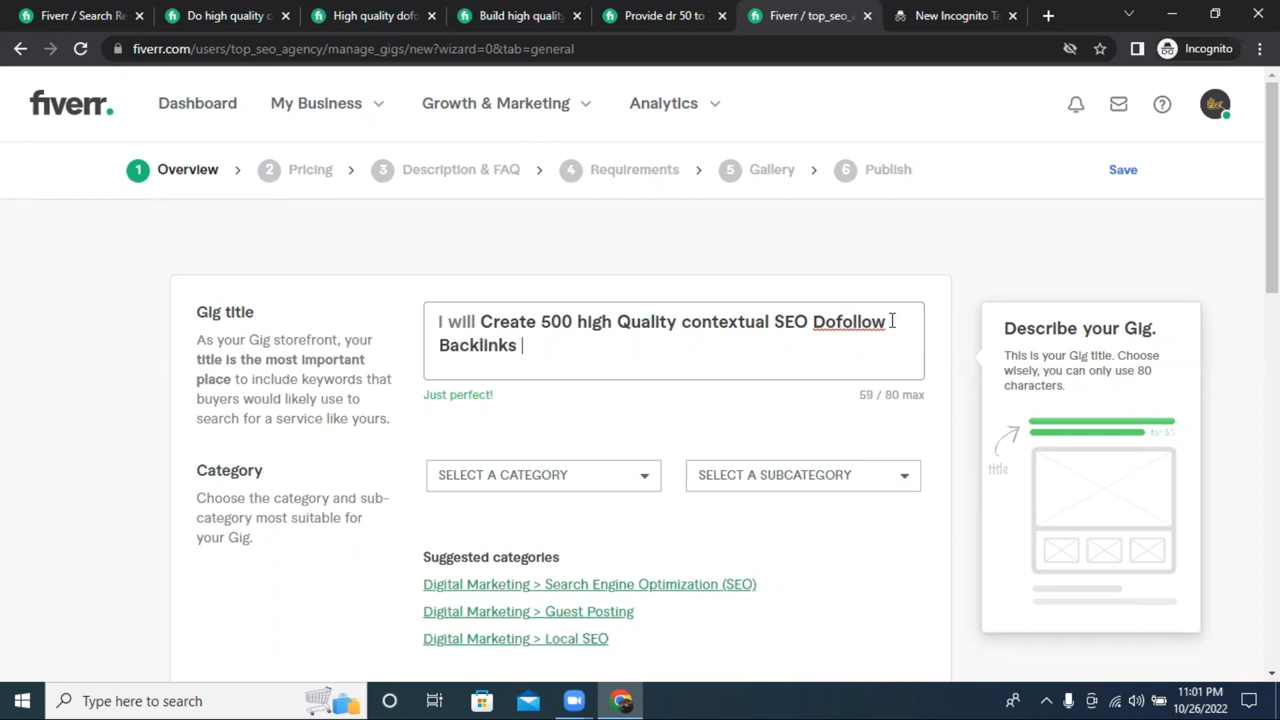 Fiverr / Search Re
Do high quality c
High quality dofo
Build high quality
Provide dr 50 to
Fiverr / top_seo_a
New Incognito Ta
fiverr.com/users/top_seo_agency/manage_gigs/new?wizard=0&tab=general
Incognito
fiverr.
Dashboard
My Business
Growth & Marketing
Analytics
1 Overview
2 Pricing
3 Description & FAQ
4 Requirements
5 Gallery
6 Publish
Save
Gig title
As your Gig storefront, your
title is the most important
place to include keywords that
buyers would likely use to
search for a service like yours.
I will Create 500 high Quality contextual SEO Dofollow
Backlinks
Just perfect!
59 / 80 max
Describe your Gig.
This is your Gig title. Choose
wisely, you can only use 80
characters.
for $5
title
Category
Choose the category and sub-
category most suitable for
your Gig.
SELECT A CATEGORY
SELECT A SUBCATEGORY
Suggested categories
Digital Marketing > Search Engine Optimization (SEO)
Digital Marketing > Guest Posting
Digital Marketing > Local SEO
Type here to search
11:01 PM
10/26/2022